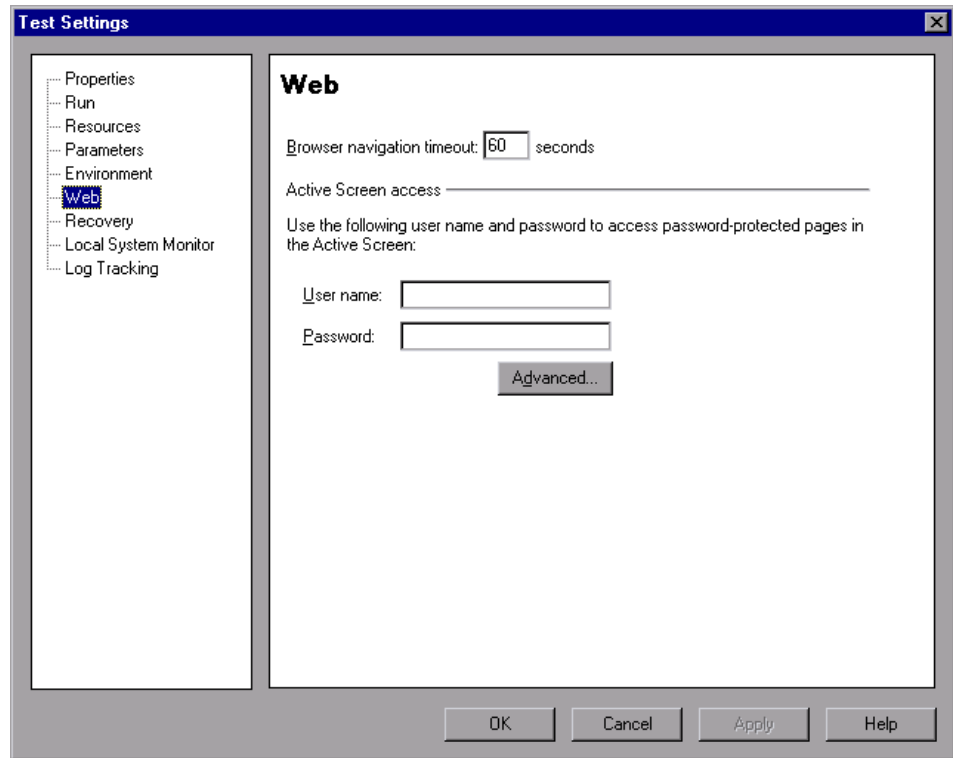 Test Settings
Properties
Run
Resources
Parameters
Environment
Web
Recovery
Local System Monitor
Log Tracking
Web
Browser navigation timeout: 60 seconds
Active Screen access
Use the following user name and password to access password-protected pages in
the Active Screen:
User name:
Password:
Advanced...
OK Cancel Apply Help